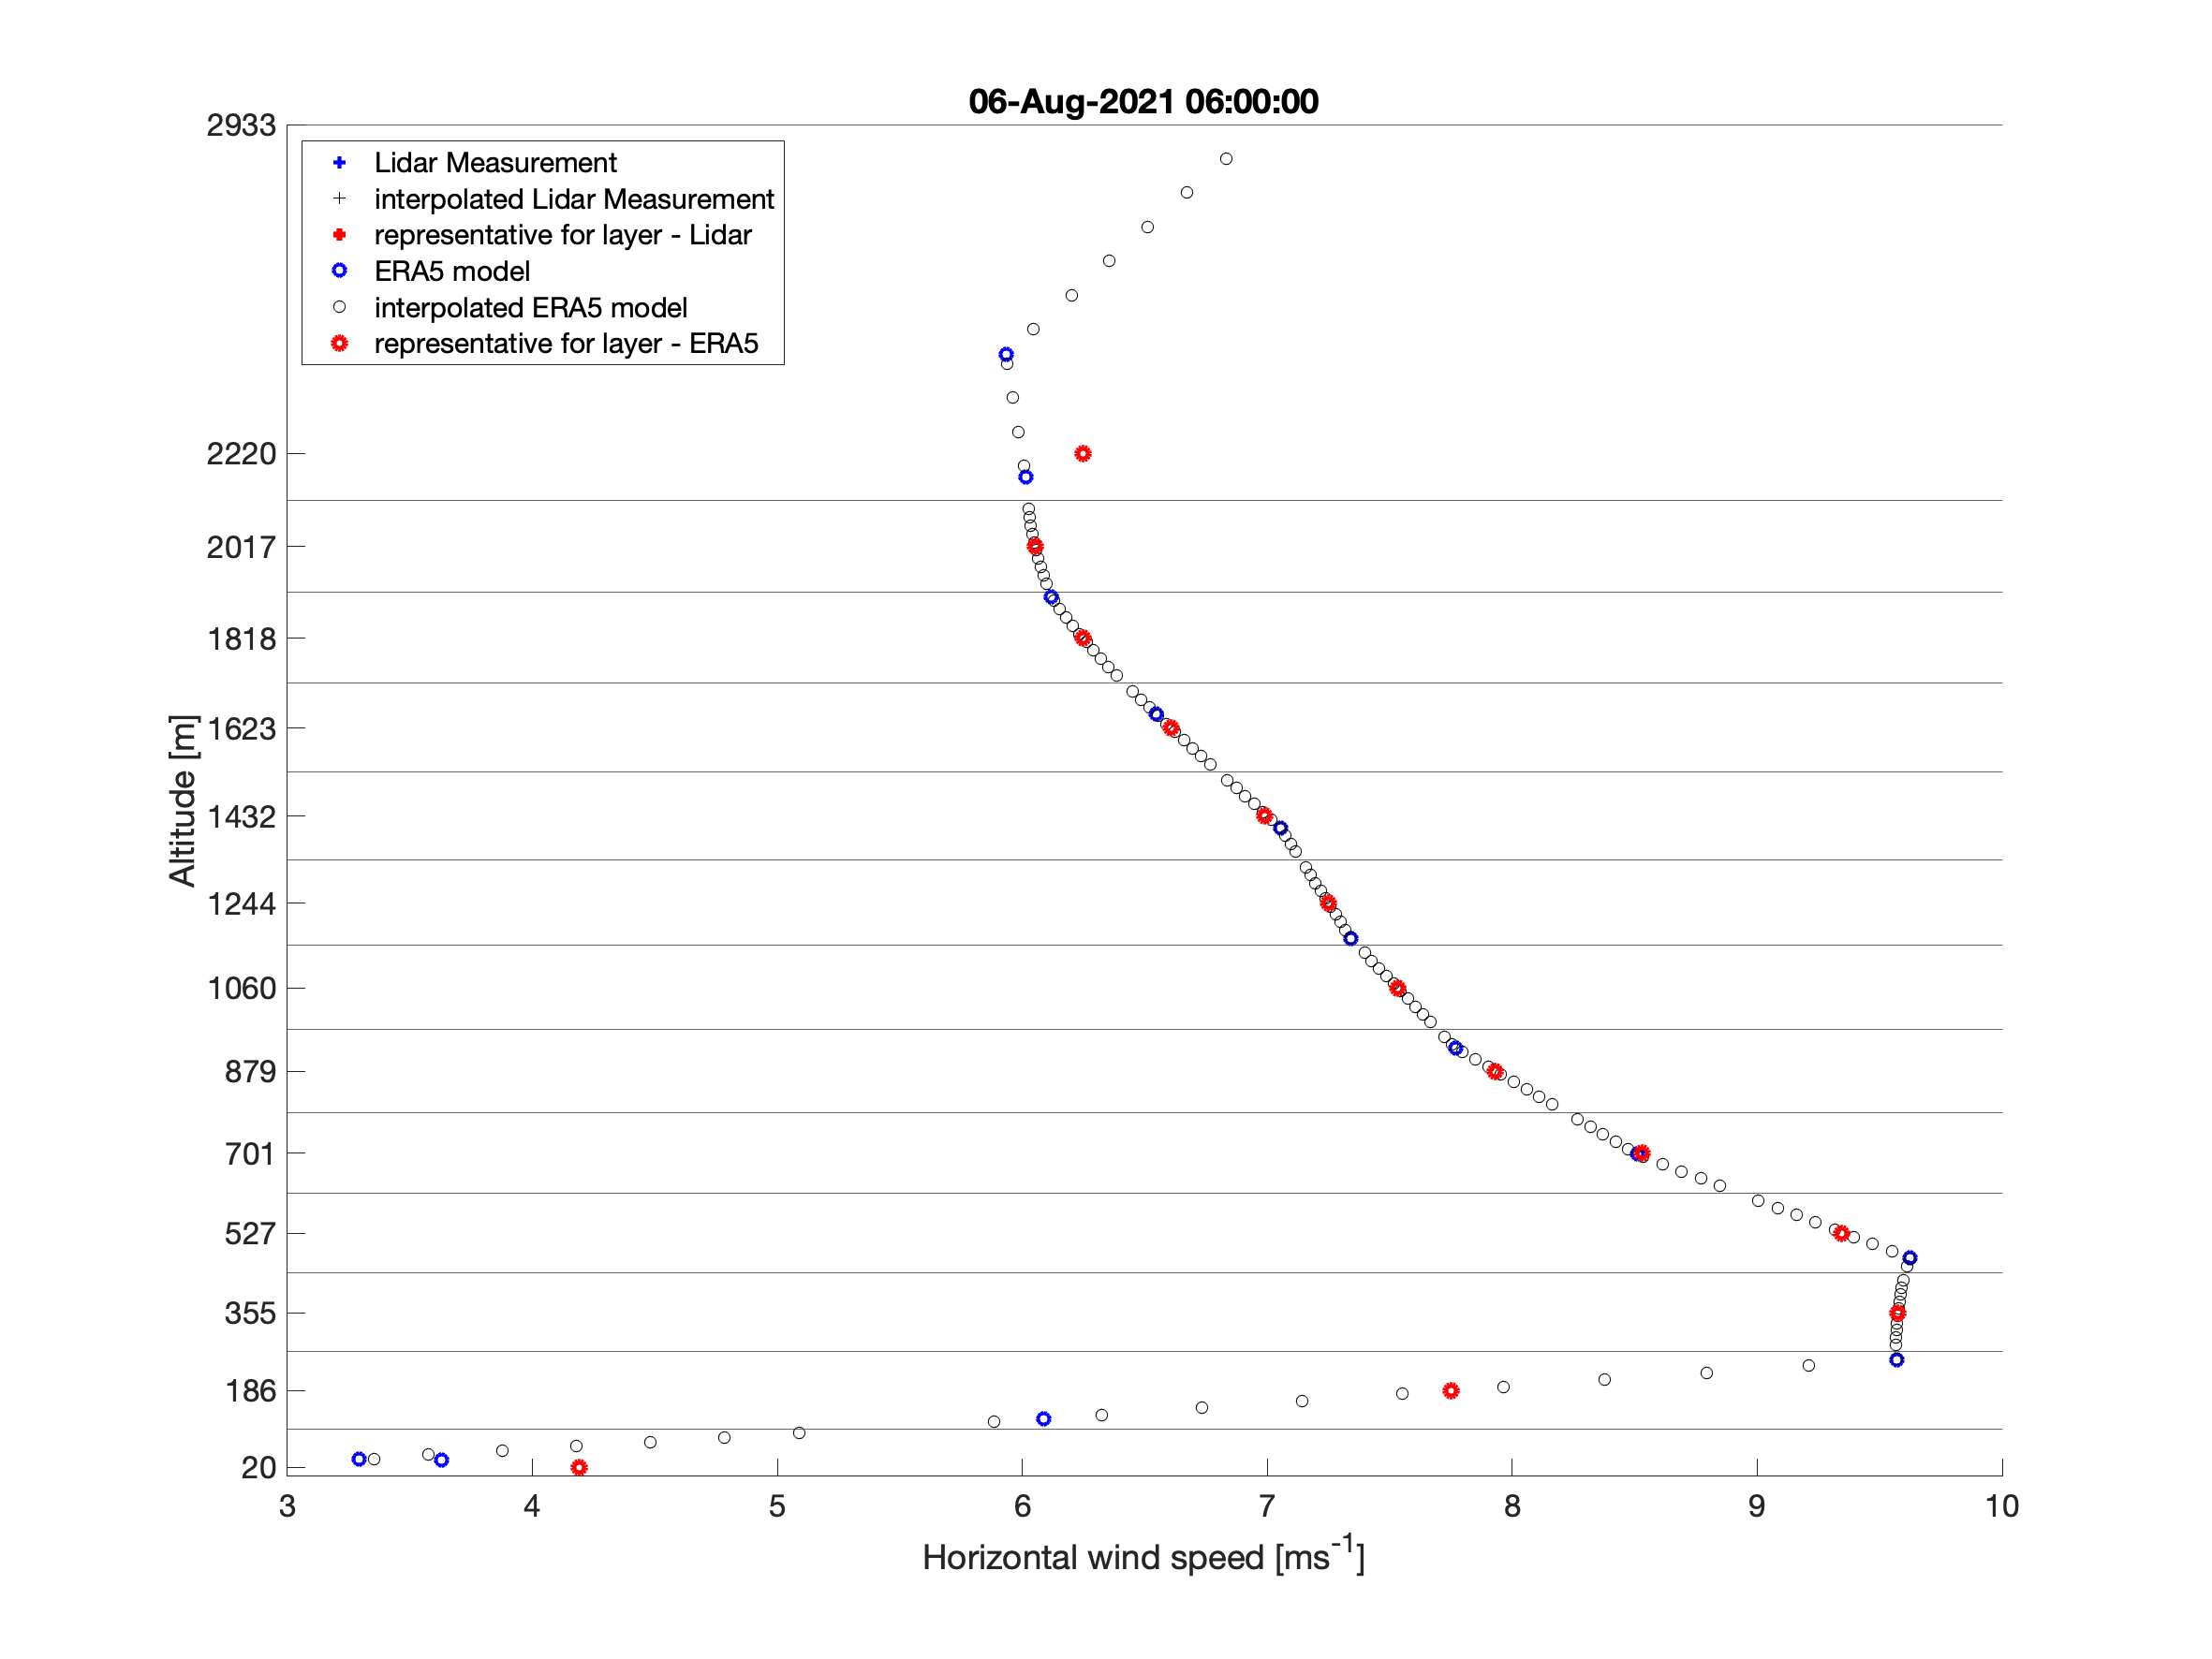 06-Aug-2021 06:00:00
2933
Lidar Measurement
interpolated Lidar Measurement
representative for layer - Lidar
ERA5 model
interpolated ERA5 model
representative for layer - ERA5
2220
2017
1818
1623
1432
1244
1060
879
701
527
355
186
20
Altitude [m]
3 4 5 6 7 8 9 10
Horizontal wind speed [ms-1]